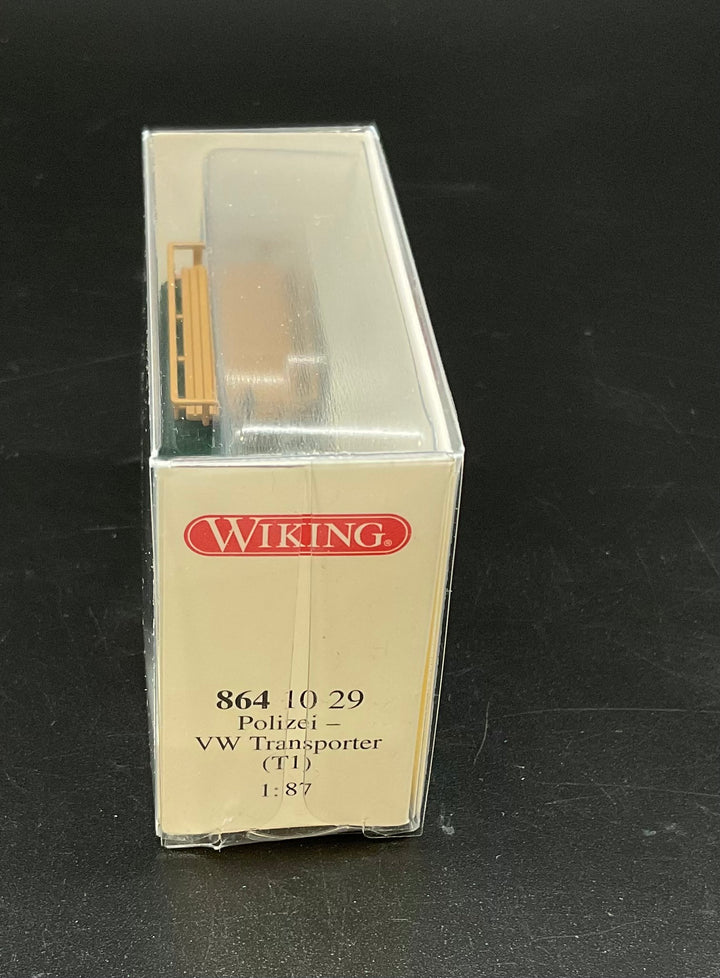 WIKING®
864 10 29
Polizei –
VW Transporter
(T1)
1:87